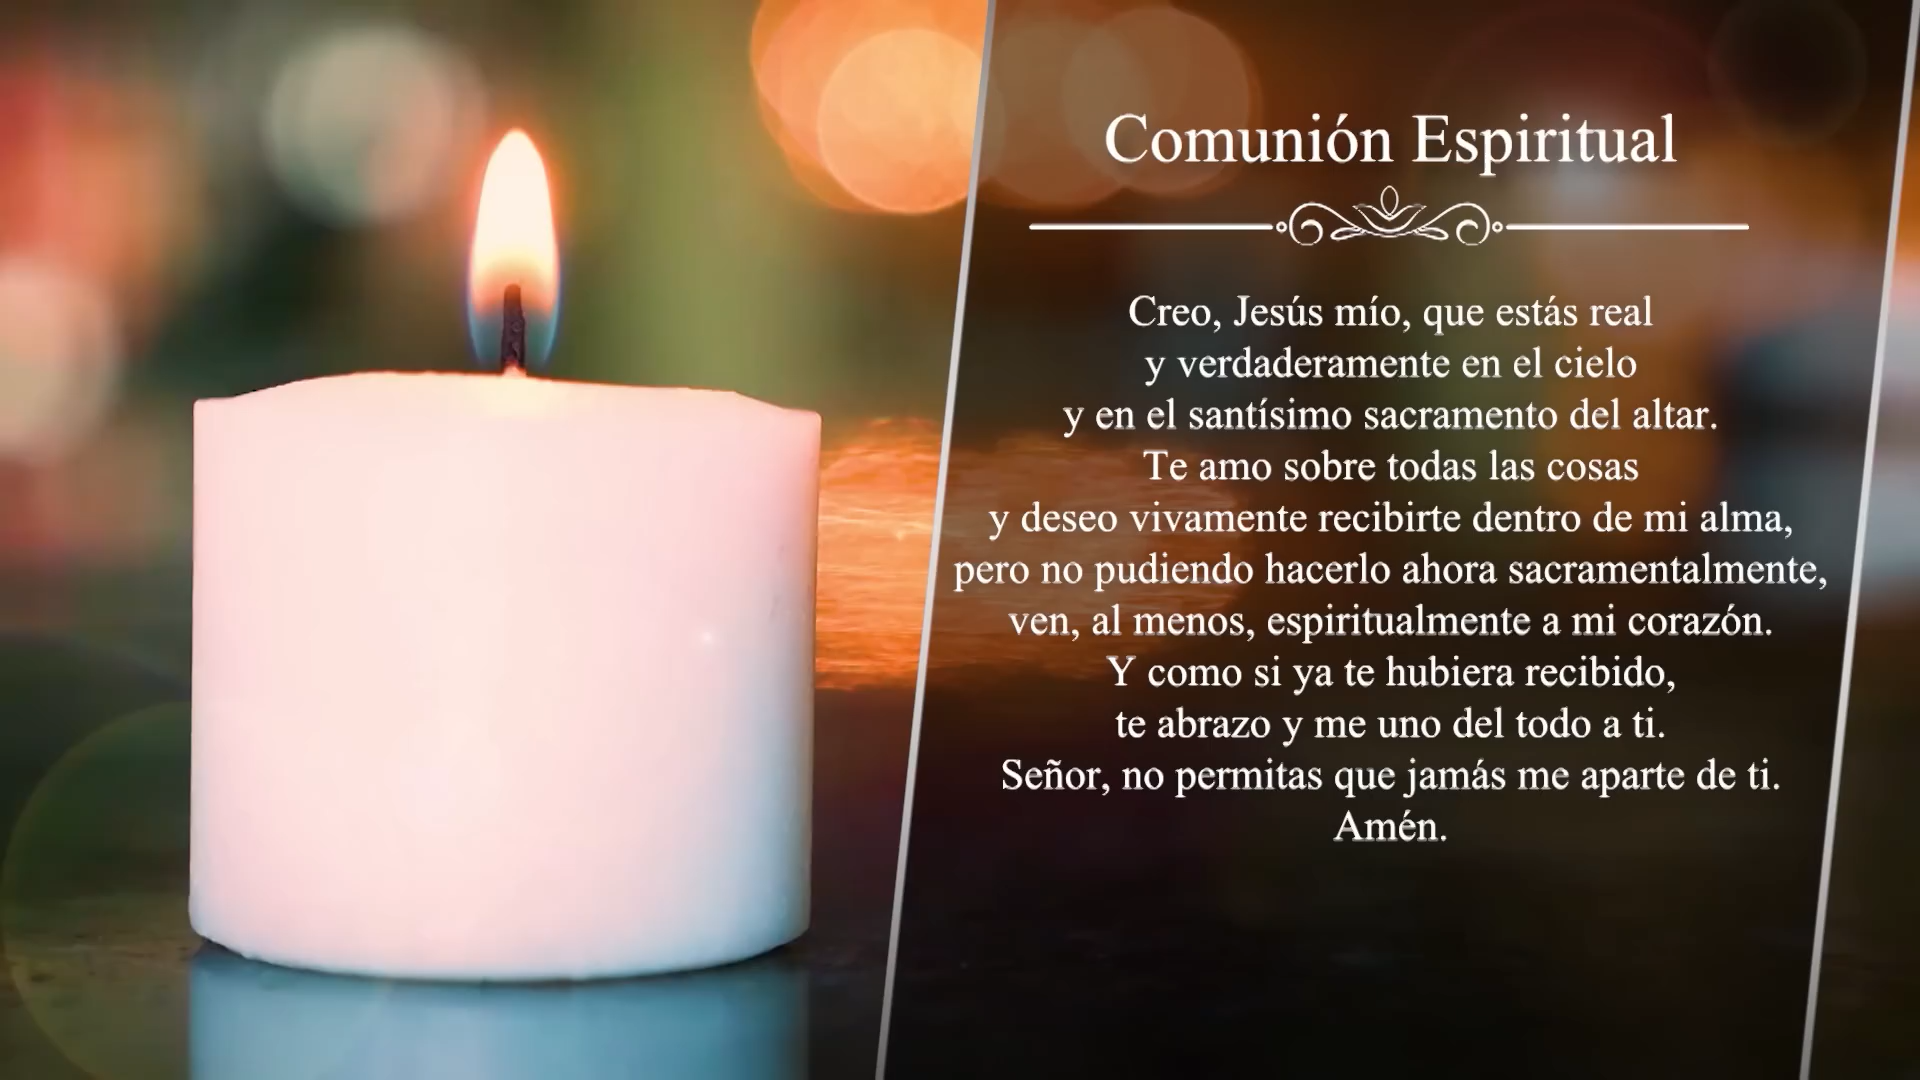 Comunión Espiritual
Creo, Jesús mío, que estás real
y verdaderamente en el cielo
y en el santísimo sacramento del altar.
Te amo sobre todas las cosas
y deseo vivamente recibirte dentro de mi alma,
pero no pudiendo hacerlo ahora sacramentalmente,
ven, al menos, espiritualmente a mi corazón.
Y como si ya te hubiera recibido,
te abrazo y me uno del todo a ti.
Señor, no permitas que jamás me aparte de ti.
Amén.